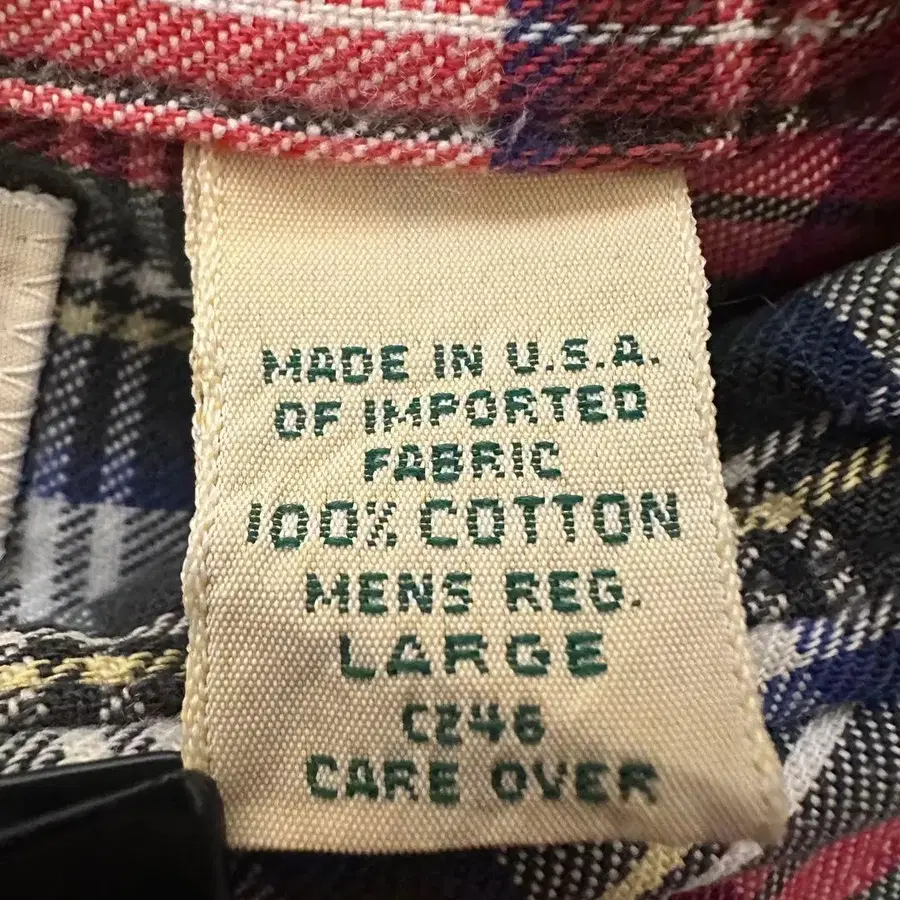 MADE IN U.S.A.
OF IMPORTED
FABRIC
100% COTTON
MENS REG.
LARGE
CZ46
CARE OVER